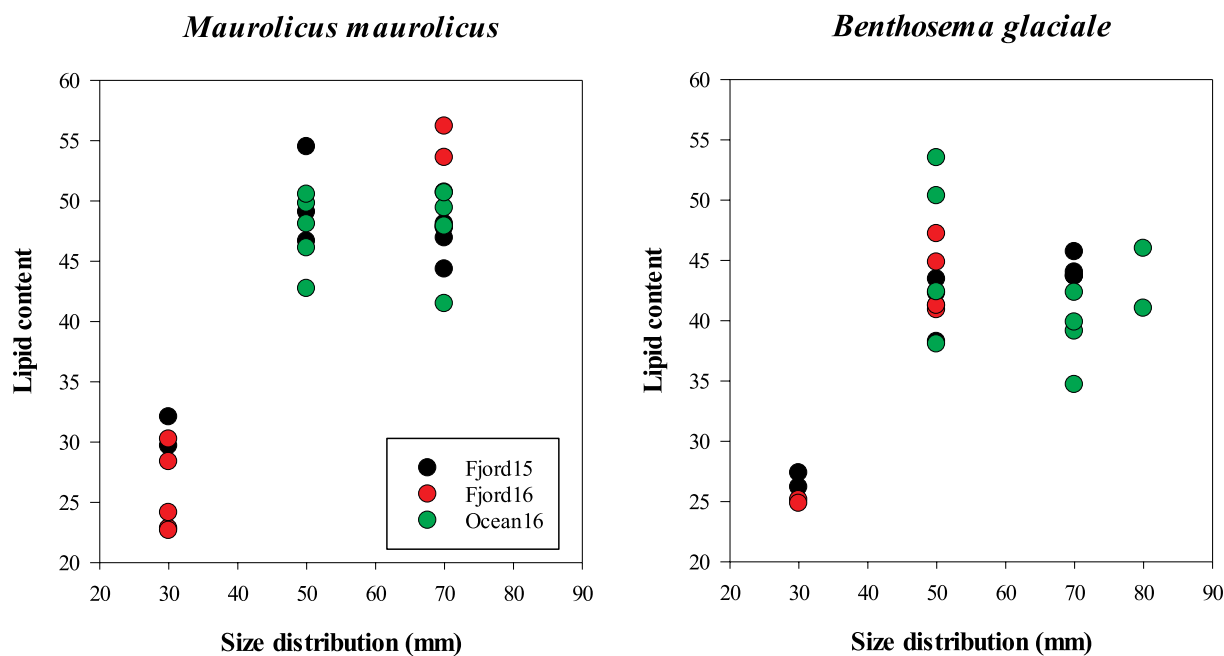 Maurolicus maurolicus
60
55
50
45
40
35
30
25
20
Lipid content
20 30 40 50 60 70 80 90
Size distribution (mm)
Fjord15
Fjord16
Ocean16
Benthosema glaciale
60
55
50
45
40
35
30
25
20
Lipid content
20 30 40 50 60 70 80 90
Size distribution (mm)